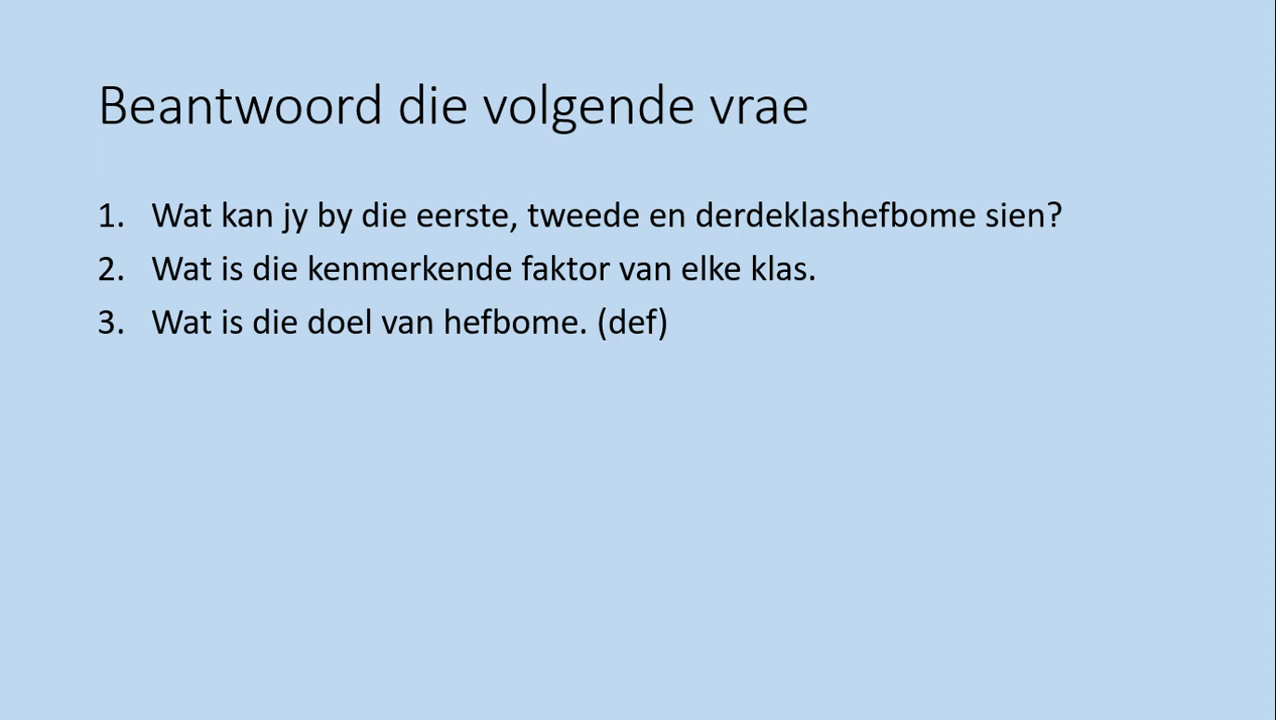 Beantwoord die volgende vrae
1. Wat kan jy by die eerste, tweede en derdeklashefbome sien?
2. Wat is die kenmerkende faktor van elke klas.
3. Wat is die doel van hefbome. (def)